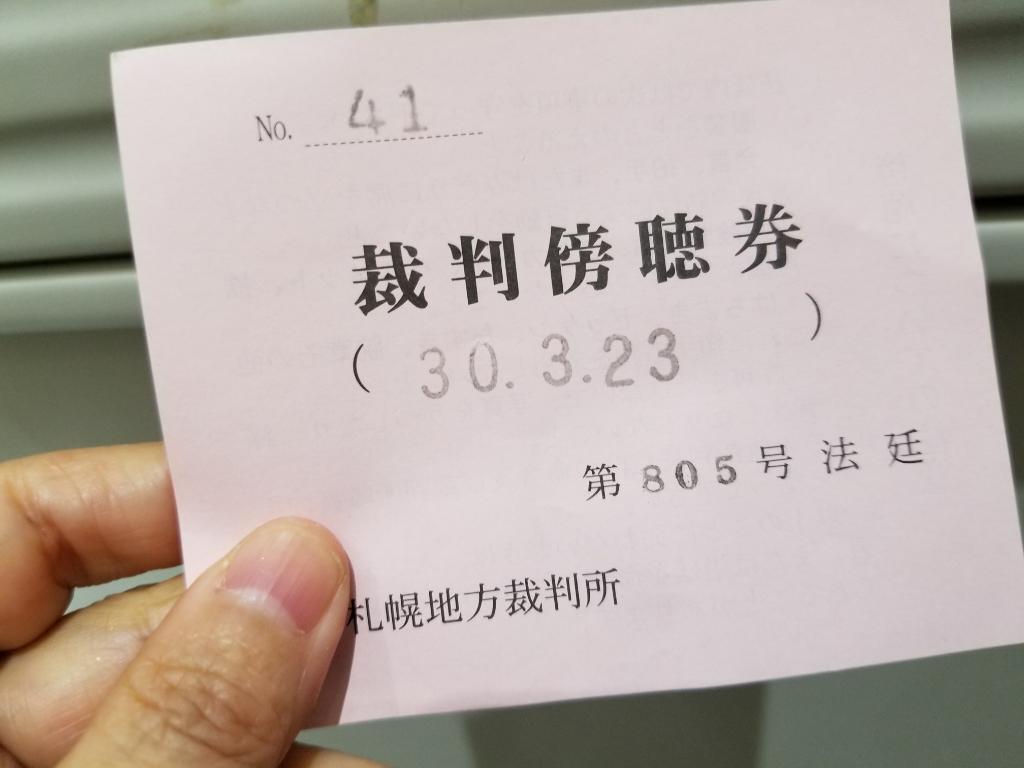 No. 41
裁判傍聴券
( 30. 3.23 )
第805号法廷
札幌地方裁判所